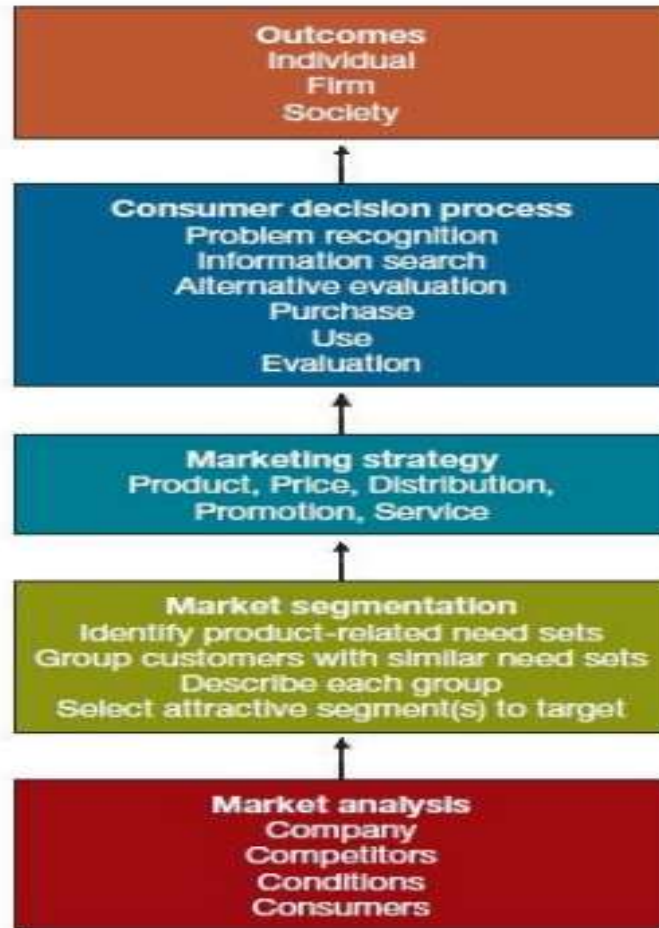 Outcomes
Individual
Firm
Society
Consumer decision process
Problem recognition
Information search
Alternative evaluation
Purchase
Use
Evaluation
Marketing strategy
Product, Price, Distribution,
Promotion, Service
Market segmentation
Identify product-related need sets
Group customers with similar need sets
Describe each group
Select attractive segment(s) to target
Market analysis
Company
Competitors
Conditions
Consumers